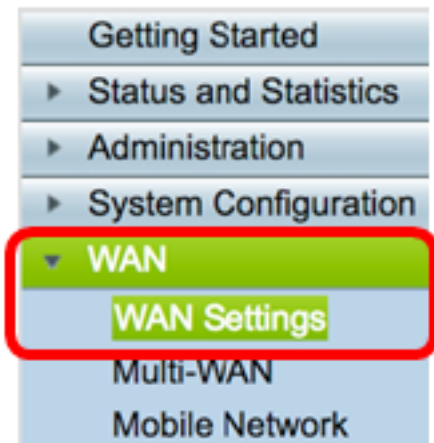 Getting Started
Status and Statistics
Administration
System Configuration
WAN
WAN Settings
Multi-WAN
Mobile Network